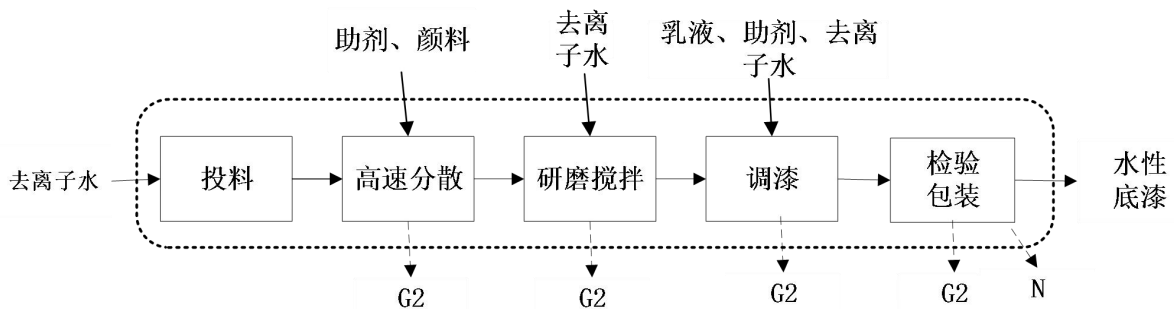 助剂、颜料
去离
子水
乳液、助剂、去离
子水
去离子水
投料
高速分散
研磨搅拌
调漆
检验
包装
水性
底漆
G2
G2
G2
G2
N